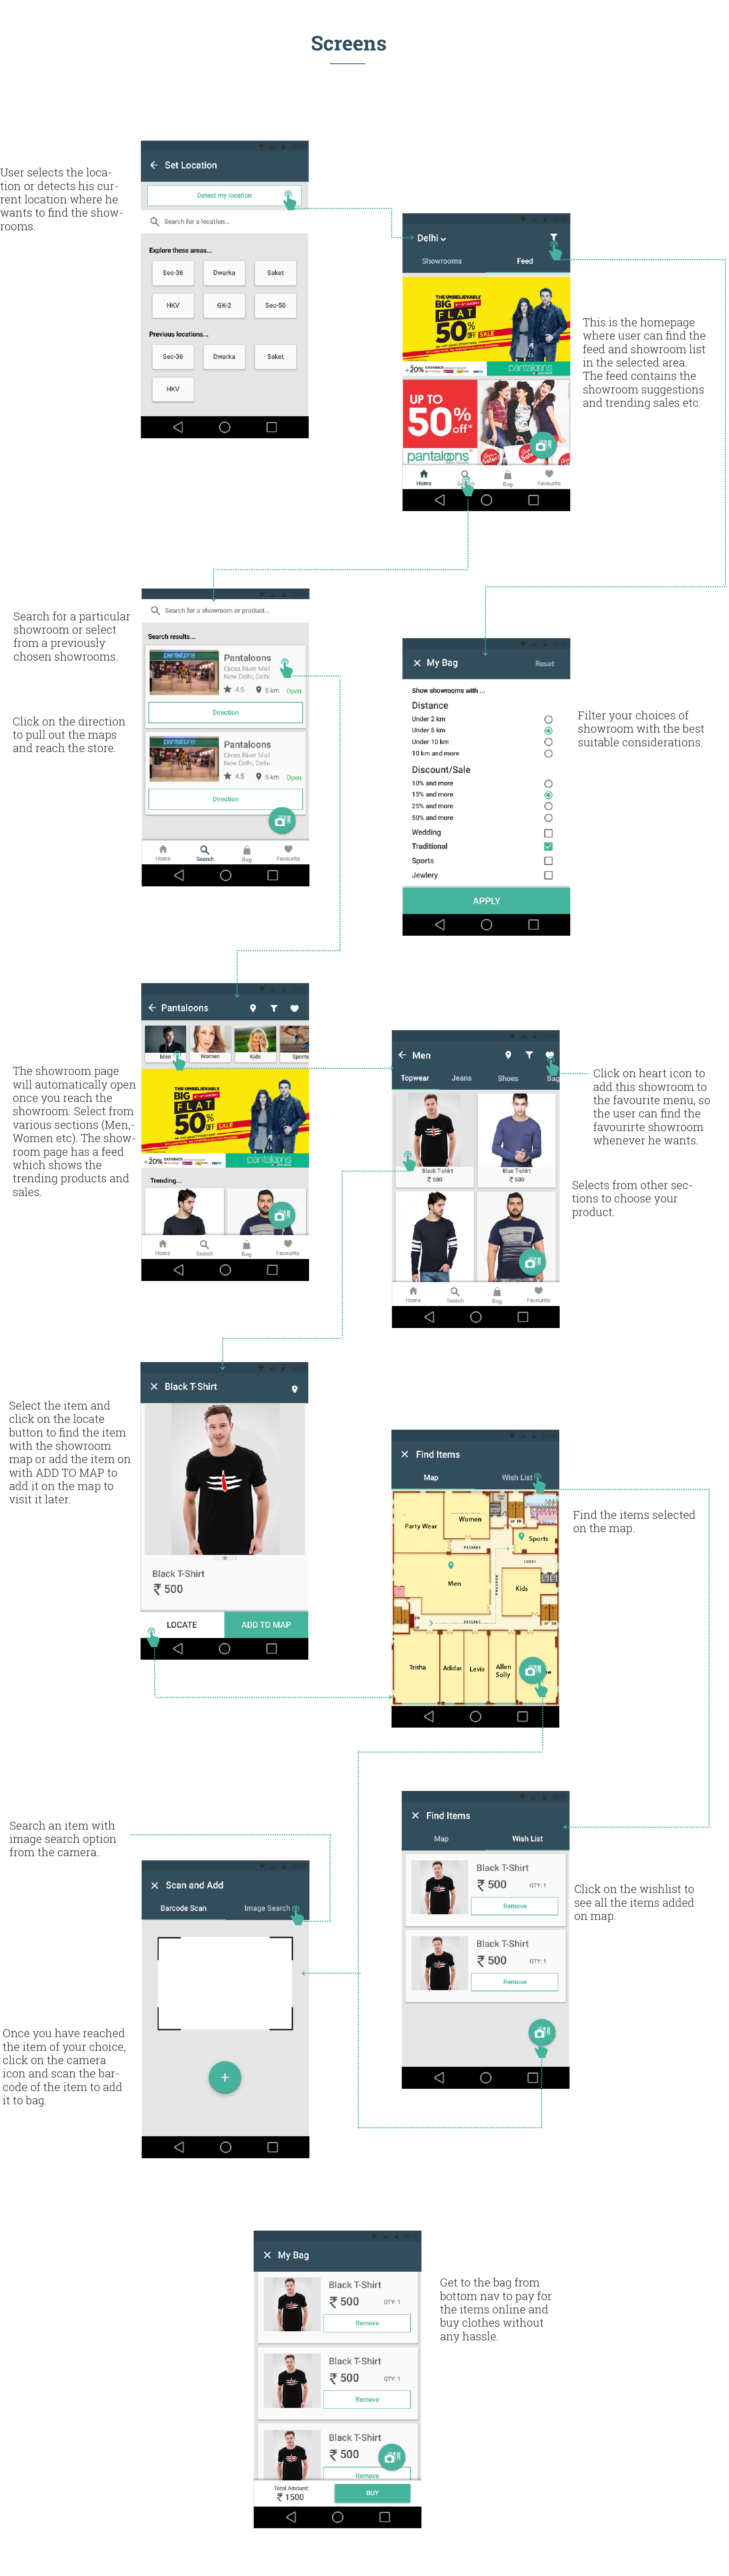 Screens
User selects the loca-
tion or detects his cur-
rent location where he
wants to find the show-
rooms.
Set Location
Detect my location
Search for a location...
Explore these areas...
Sec-36 Dwarka Saket
HKV GK-2 Sec-50
Previous locations...
Sec-36 Dwarka Saket
HKV
Delhi
Showrooms Feed
THE UNBELIEVABLY
BIG
FLAT
50% OFF SALE
+20% CASHBACK
pantaloons
UP TO
50%
off*
pantaloons
Home Bag Favourite
This is the homepage
where user can find the
feed and showroom list
in the selected area.
The feed contains the
showroom suggestions
and trending sales etc.
Search for a particular
showroom or select
from a previously
chosen showrooms.
Click on the direction
to pull out the maps
and reach the store.
Search for a showroom or product...
Search results...
pantaloons
Pantaloons
Cross River Mall
New Delhi, Delhi
4.5 5 km Open
Direction
pantaloons
Pantaloons
Cross River Mall
New Delhi, Delhi
4.5 5 km Open
Direction
Home Search Bag Favourite
My Bag Reset
Show showrooms with ...
Distance
Under 2 km
Under 5 km
Under 10 km
10 km and more
Discount/Sale
10% and more
15% and more
25% and more
50% and more
Wedding
Traditional
Sports
Jewlery
APPLY
Filter your choices of
showroom with the best
suitable considerations.
The showroom page
will automatically open
once you reach the
showroom. Select from
various sections (Men,-
Women etc). The show-
room page has a feed
which shows the
trending products and
sales.
Pantaloons
Men Women Kids Sports
THE UNBELIEVABLY
BIG
FLAT
50% OFF SALE
+20% CASHBACK
pantaloons
Trending...
Home Search Bag Favourite
Men
Topwear Jeans Shoes Bag
Black T-shirt Blue T-shirt
₹ 500 ₹ 500
Home Search Bag Favourite
Click on heart icon to
add this showroom to
the favourite menu, so
the user can find the
favourirte showroom
whenever he wants.
Selects from other sec-
tions to choose your
product.
Select the item and
click on the locate
button to find the item
with the showroom
map or add the item on
with ADD TO MAP to
add it on the map to
visit it later.
Black T-Shirt
Black T-Shirt
₹ 500
LOCATE ADD TO MAP
Find Items
Map Wish List
Party Wear
Women
Sports
PASSAGE
LOBBY
Men
PASSAGE
Kids
PASSAGE
UP DN
Trisha Adidas Levis Allen
Solly
Find the items selected
on the map.
Search an item with
image search option
from the camera.
Once you have reached
the item of your choice,
click on the camera
icon and scan the bar-
code of the item to add
it to bag.
Scan and Add
Barcode Scan Image Search
+
Find Items
Map Wish List
Black T-Shirt
₹ 500 QTY: 1
Remove
Black T-Shirt
₹ 500 QTY: 1
Remove
Click on the wishlist to
see all the items added
on map.
My Bag
Black T-Shirt
₹ 500 QTY: 1
Remove
Black T-Shirt
₹ 500 QTY: 1
Remove
Black T-Shirt
₹ 500
Remove
Total Amount:
₹ 1500
BUY
Get to the bag from
bottom nav to pay for
the items online and
buy clothes without
any hassle.